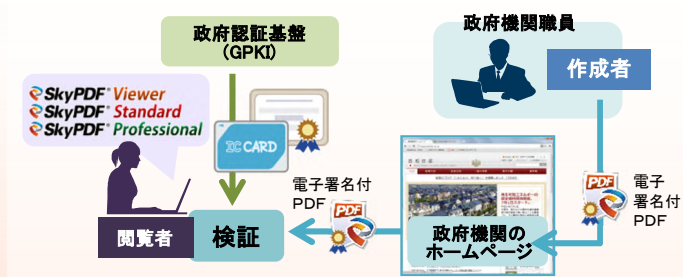 政府認証基盤
(GPKI)
政府機関職員
作成者
SkyPDF® Viewer
SkyPDF® Standard
SkyPDF® Professional
IC CARD
電子署名付
PDF
PDF
電子
署名付
PDF
PDF
閲覧者
検証
政府機関の
ホームページ